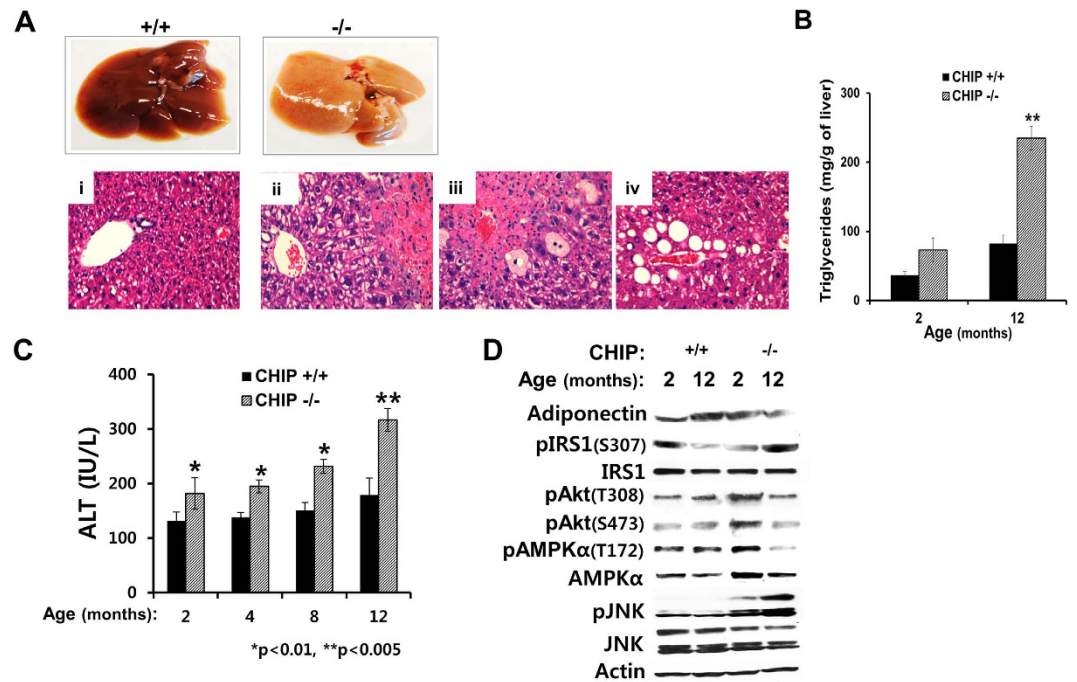 A
+/+
-/-
i
ii
iii
iv
B
CHIP +/+
CHIP -/-
Triglycerides (mg/g of liver)
300
200
100
0
**
2
12
Age (months)
C
CHIP +/+
CHIP -/-
ALT (IU/L)
400
300
200
100
0
*
*
*
**
Age (months):
2
4
8
12
*p<0.01, **p<0.005
D
CHIP: +/+ -/-
Age (months): 2 12 2 12
Adiponectin
pIRS1(S307)
IRS1
pAkt(T308)
pAkt(S473)
pAMPKα(T172)
AMPKα
pJNK
JNK
Actin